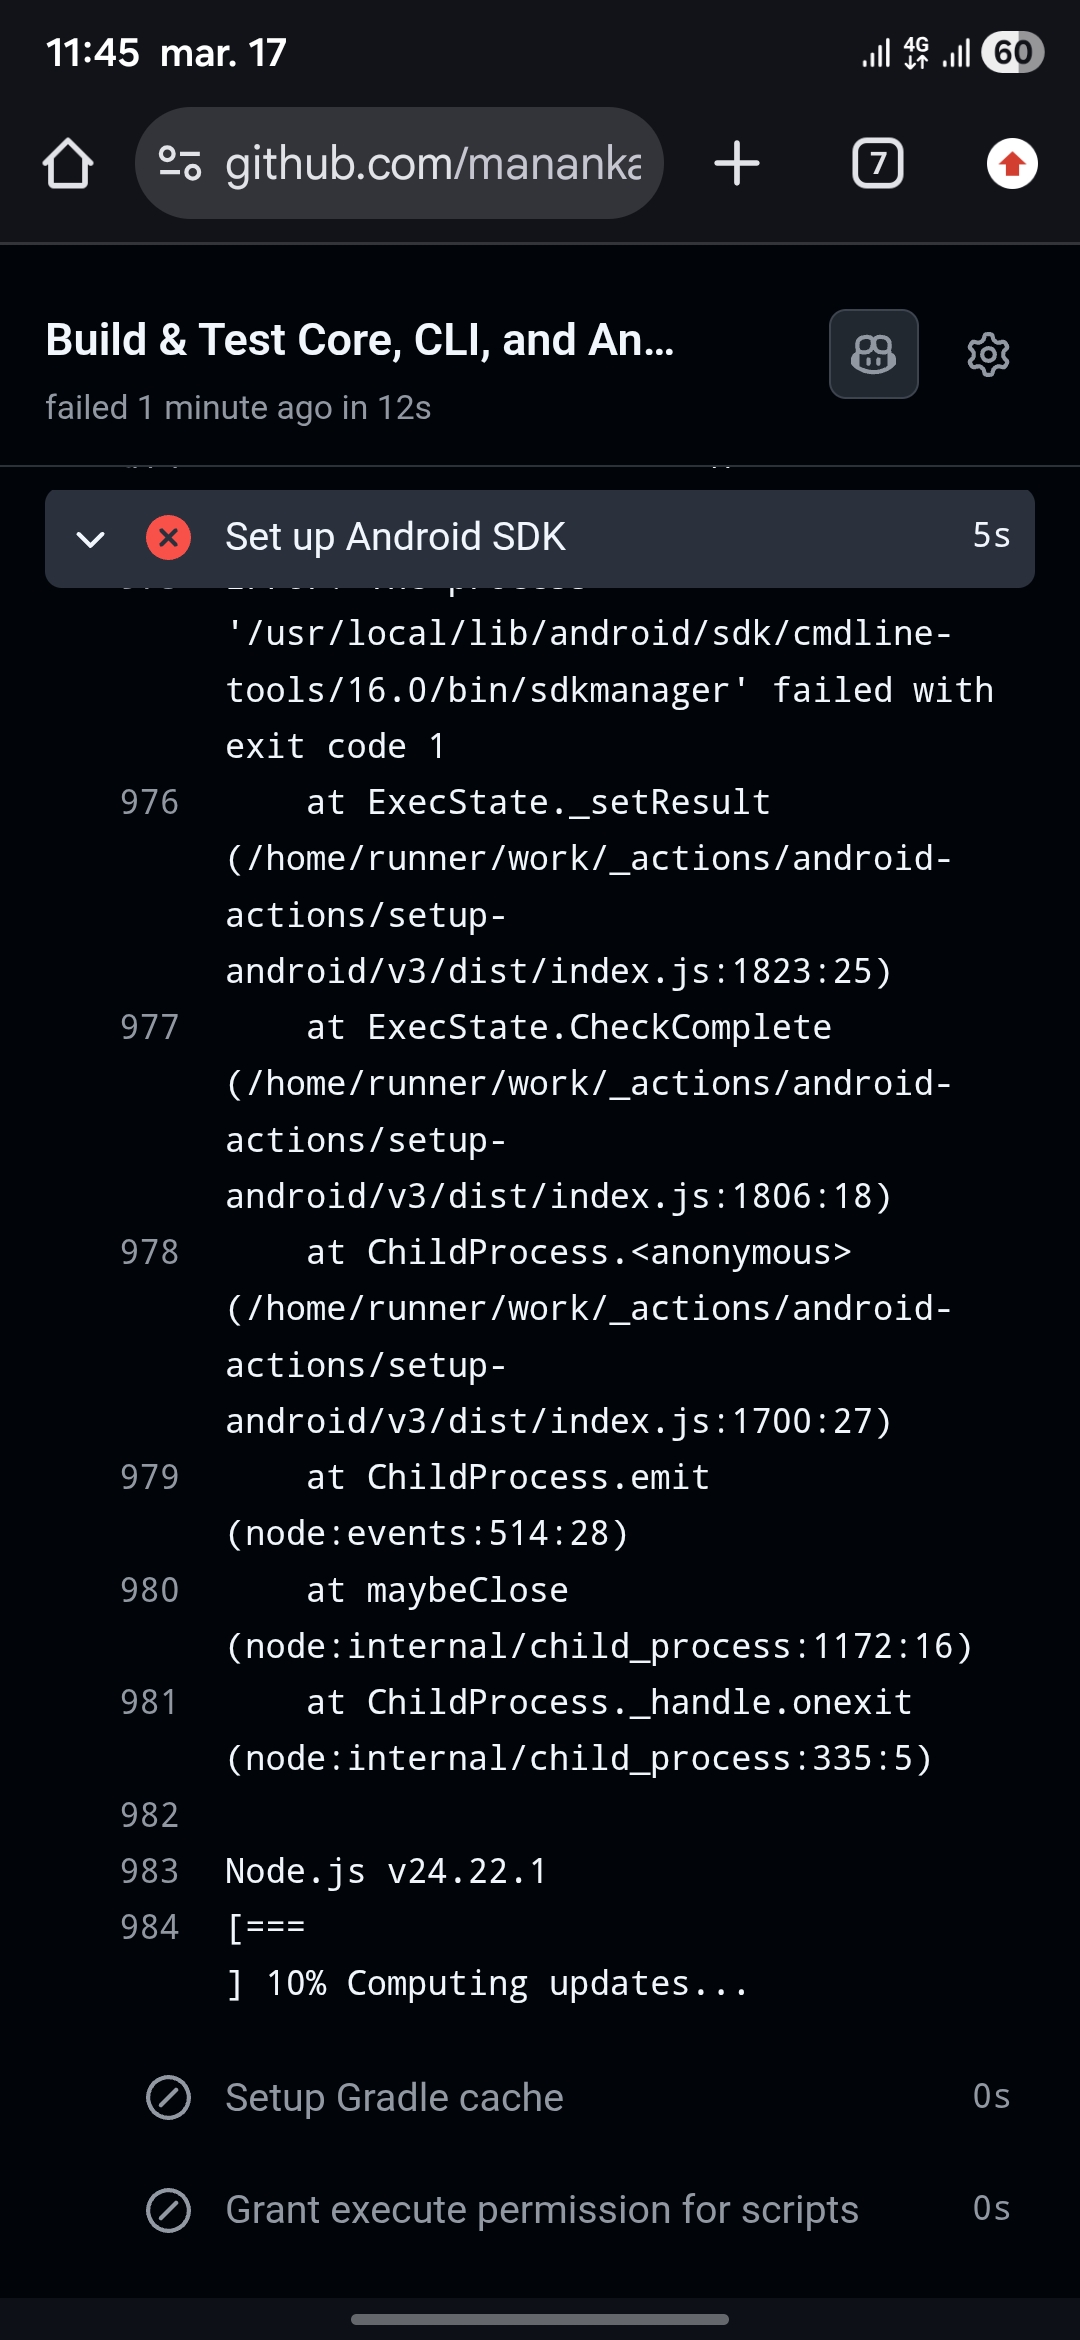 11:45 mar. 17
4G
60
github.com/mananka
7
Build & Test Core, CLI, and An...
failed 1 minute ago in 12s
Set up Android SDK 5s
'/usr/local/lib/android/sdk/cmdline-
tools/16.0/bin/sdkmanager' failed with
exit code 1
976 at ExecState._setResult
(/home/runner/work/_actions/android-
actions/setup-
android/v3/dist/index.js:1823:25)
977 at ExecState.CheckComplete
(/home/runner/work/_actions/android-
actions/setup-
android/v3/dist/index.js:1806:18)
978 at ChildProcess.<anonymous>
(/home/runner/work/_actions/android-
actions/setup-
android/v3/dist/index.js:1700:27)
979 at ChildProcess.emit
(node:events:514:28)
980 at maybeClose
(node:internal/child_process:1172:16)
981 at ChildProcess._handle.onexit
(node:internal/child_process:335:5)
982
983 Node.js v24.22.1
984 [===
] 10% Computing updates...
Setup Gradle cache 0s
Grant execute permission for scripts 0s